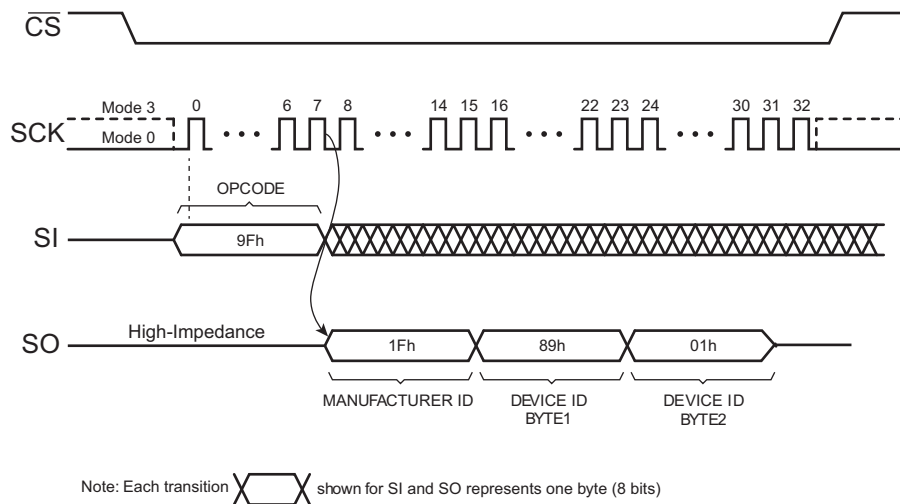 CS
Mode 3
0 6 7 8 14 15 16 22 23 24 30 31 32
SCK
Mode 0
OPCODE
SI
9Fh
High-Impedance
SO
1Fh 89h 01h
MANUFACTURER ID DEVICE ID DEVICE ID
BYTE1 BYTE2
Note: Each transition shown for SI and SO represents one byte (8 bits)